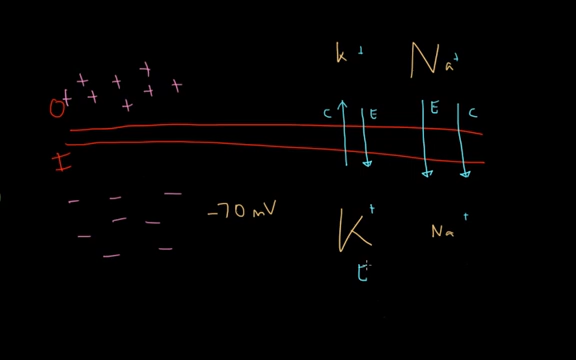 K+ Na+
O
C E E C
I
-70 mV
K+ Na+